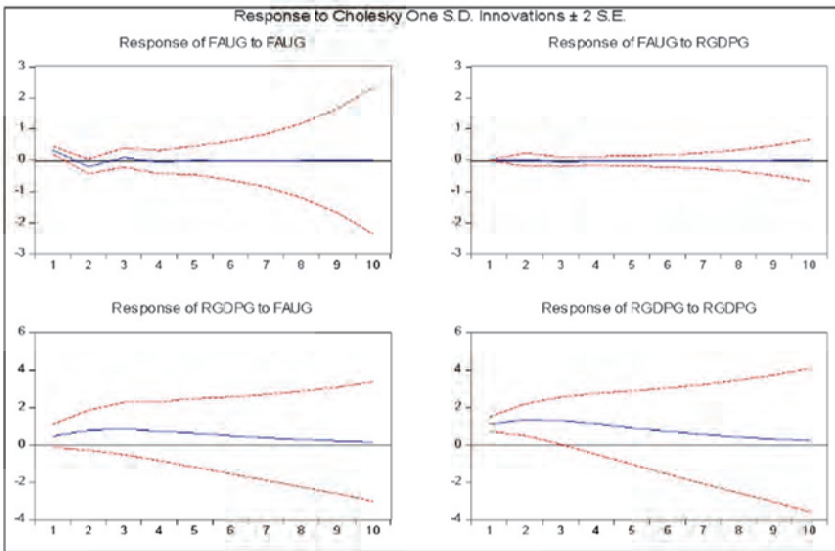 Response to Cholesky One S.D. Innovations ± 2 S.E.
Response of FAUG to FAUG
3
2
1
0
-1
-2
-3
1 2 3 4 5 6 7 8 9 10
Response of FAUG to RGDPG
3
2
1
0
-1
-2
-3
1 2 3 4 5 6 7 8 9 10
Response of RGDPG to FAUG
6
4
2
0
-2
-4
1 2 3 4 5 6 7 8 9 10
Response of RGDPG to RGDPG
6
4
2
0
-2
-4
1 2 3 4 5 6 7 8 9 10